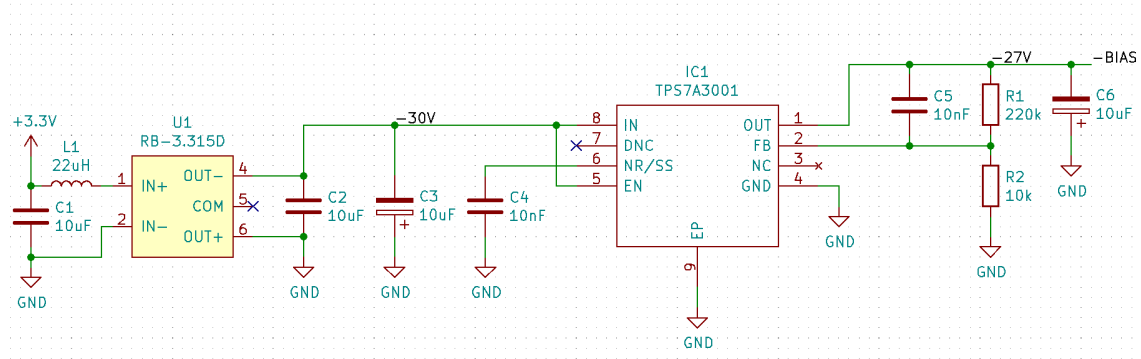 +3.3V
L1
22uH
C1
10uF
GND
U1
RB-3.315D
1
IN+
2
IN-
OUT-
4
COM
5
OUT+
6
C2
10uF
GND
-30V
C3
10uF
+
GND
C4
10nF
GND
IC1
TPS7A3001
8
IN
7
DNC
6
NR/SS
5
EN
OUT
1
FB
2
NC
3
GND
4
EP
9
GND
GND
C5
10nF
-27V
R1
220k
R2
10k
GND
-BIAS
C6
10uF
+
GND